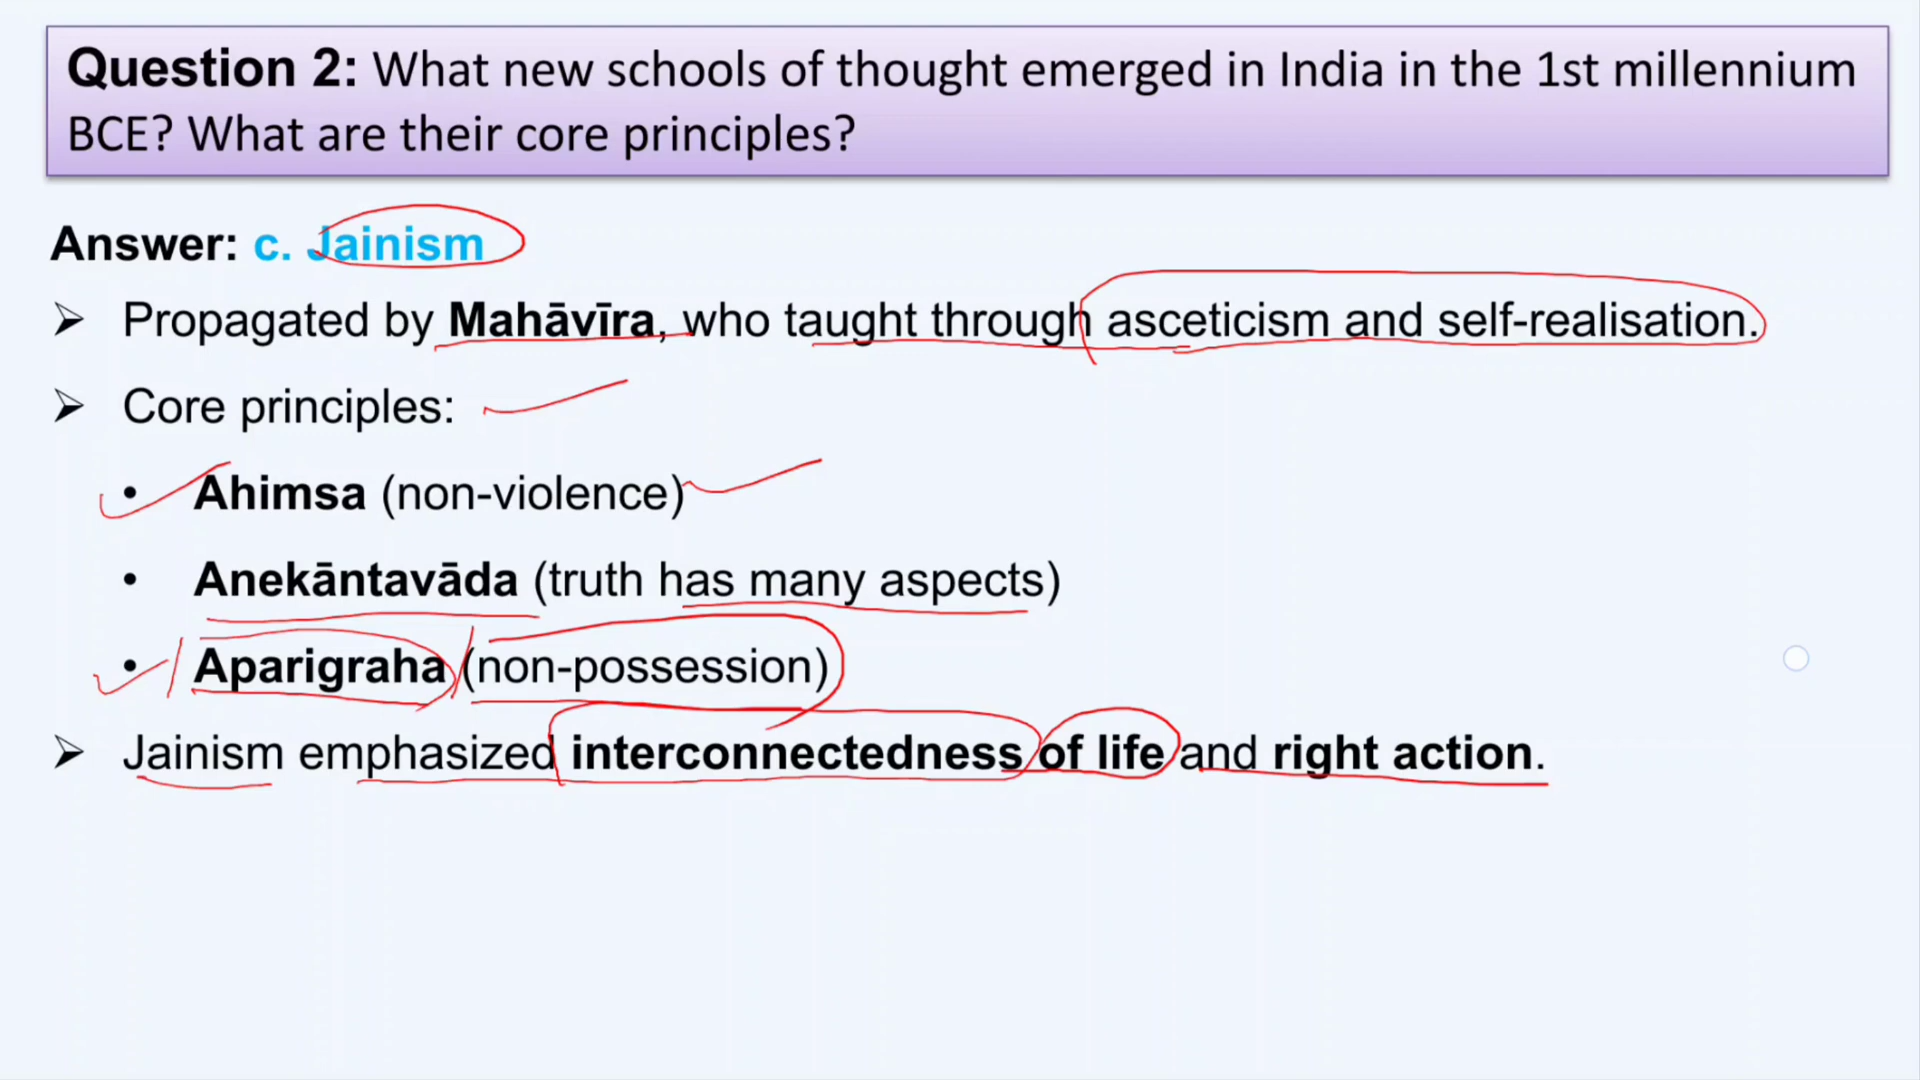 Question 2: What new schools of thought emerged in India in the 1st millennium
BCE? What are their core principles?
Answer: c. Jainism
➢ Propagated by Mahāvīra, who taught through asceticism and self-realisation.
➢ Core principles:
• Ahimsa (non-violence)
• Anekāntavāda (truth has many aspects)
• Aparigraha (non-possession)
➢ Jainism emphasized interconnectedness of life and right action.